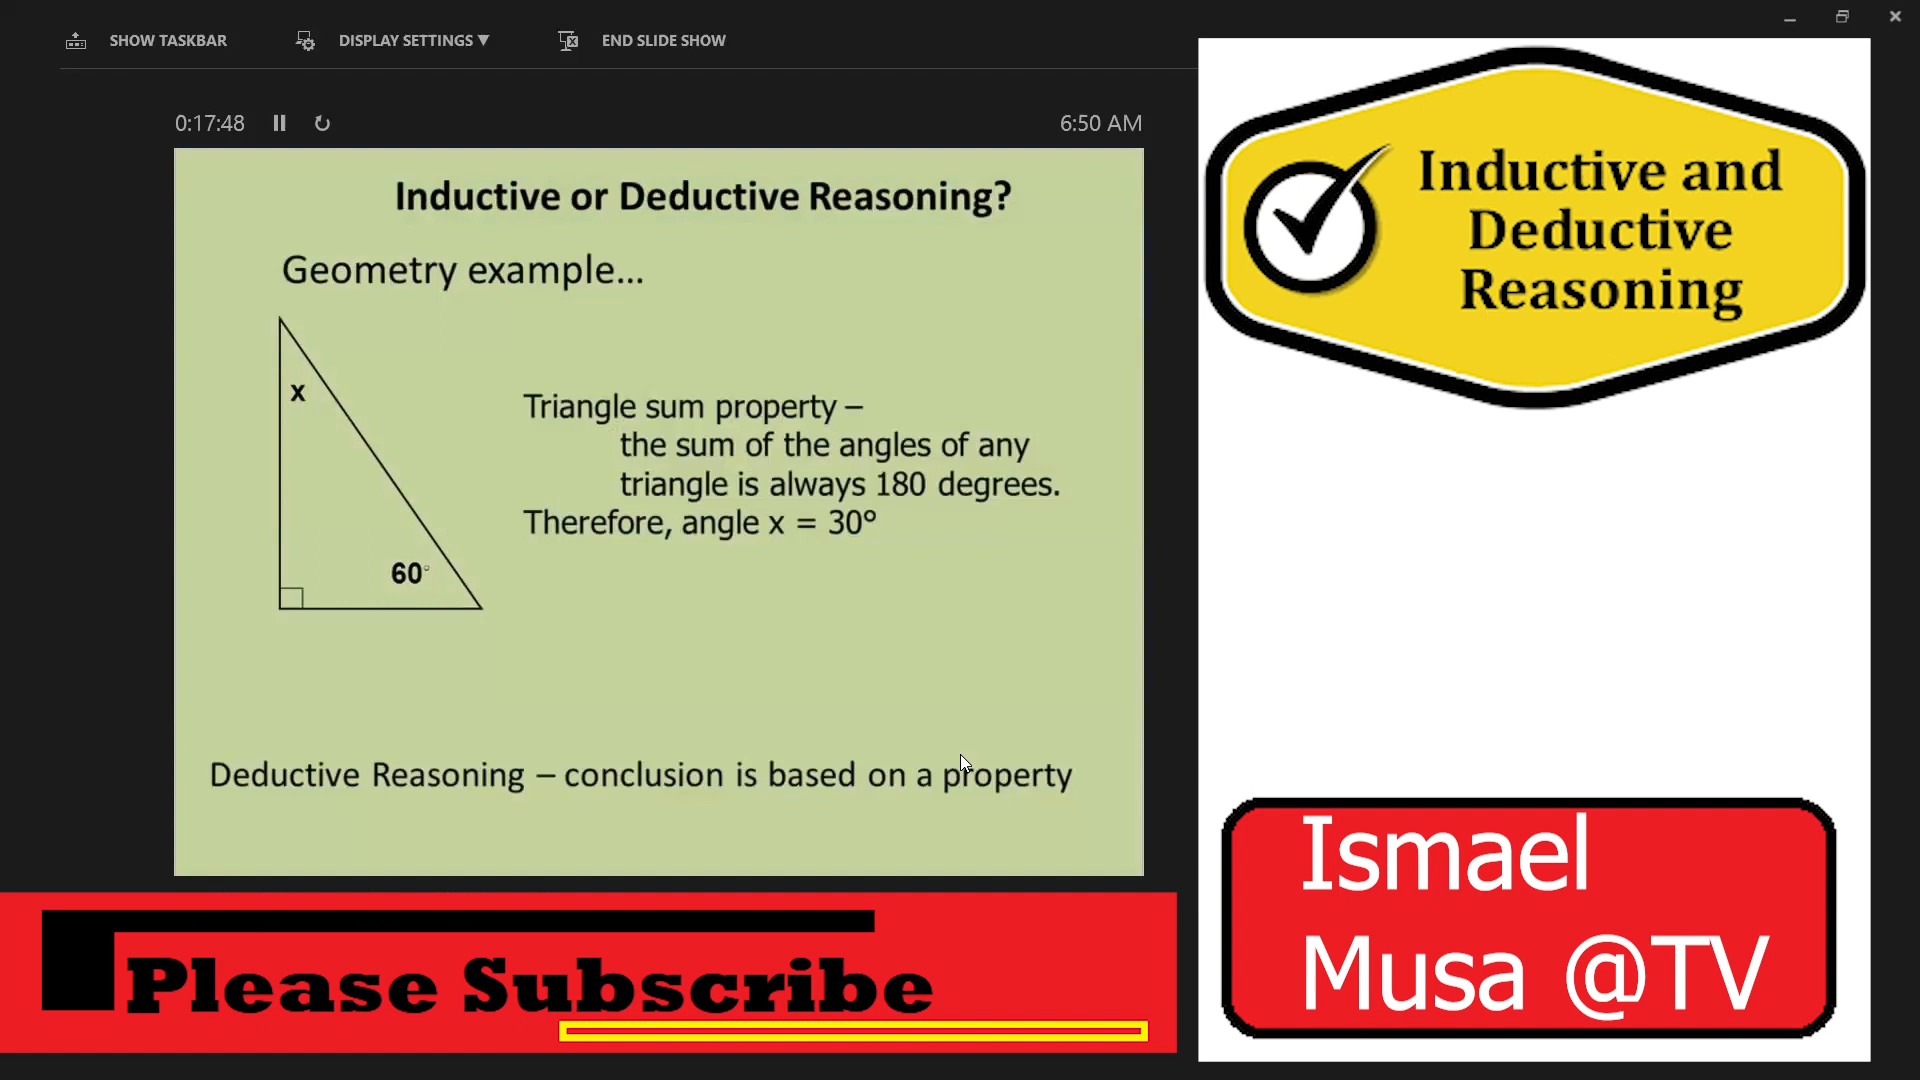 SHOW TASKBAR
DISPLAY SETTINGS ▼
END SLIDE SHOW
0:17:48
6:50 AM
Inductive or Deductive Reasoning?
Geometry example...
x
60°
Triangle sum property –
the sum of the angles of any
triangle is always 180 degrees.
Therefore, angle x = 30°
Deductive Reasoning – conclusion is based on a property
Please Subscribe
Inductive and
Deductive
Reasoning
Ismael
Musa @TV